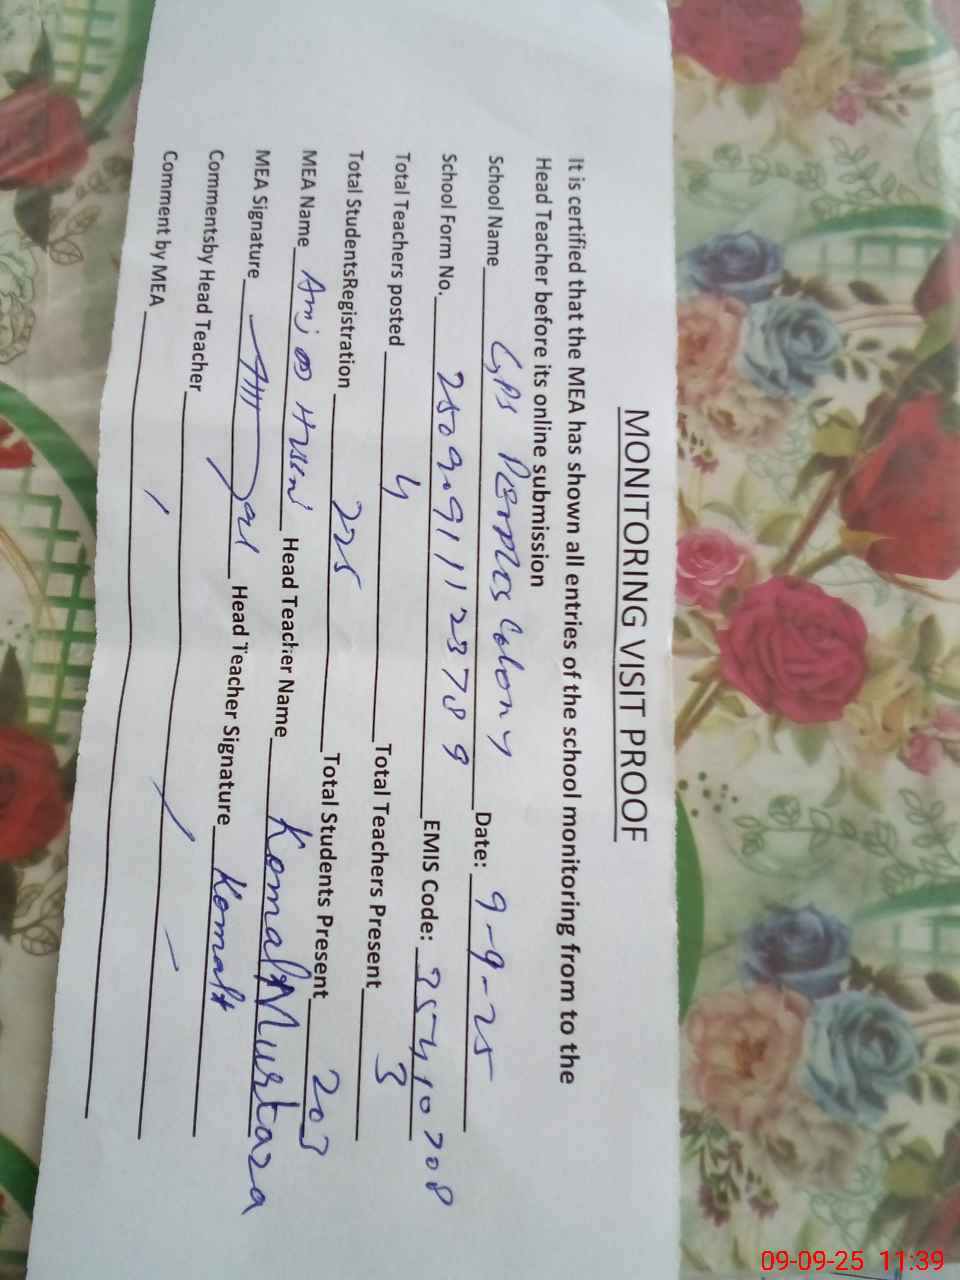 MONITORING VISIT PROOF
It is certified that the MEA has shown all entries of the school monitoring from to the
Head Teacher before its online submission
School Name GPS Peoples Colony Date: 9-9-25
School Form No. EMIS Code:
Total Teachers posted 4 Total Teachers Present 3
Total StudentsRegistration 225 Total Students Present 203
MEA Name Head Teacher Name Komal Murtaza
MEA Signature Head Teacher Signature Komal
Commentsby Head Teacher
Comment by MEA
09-09-25 11:39